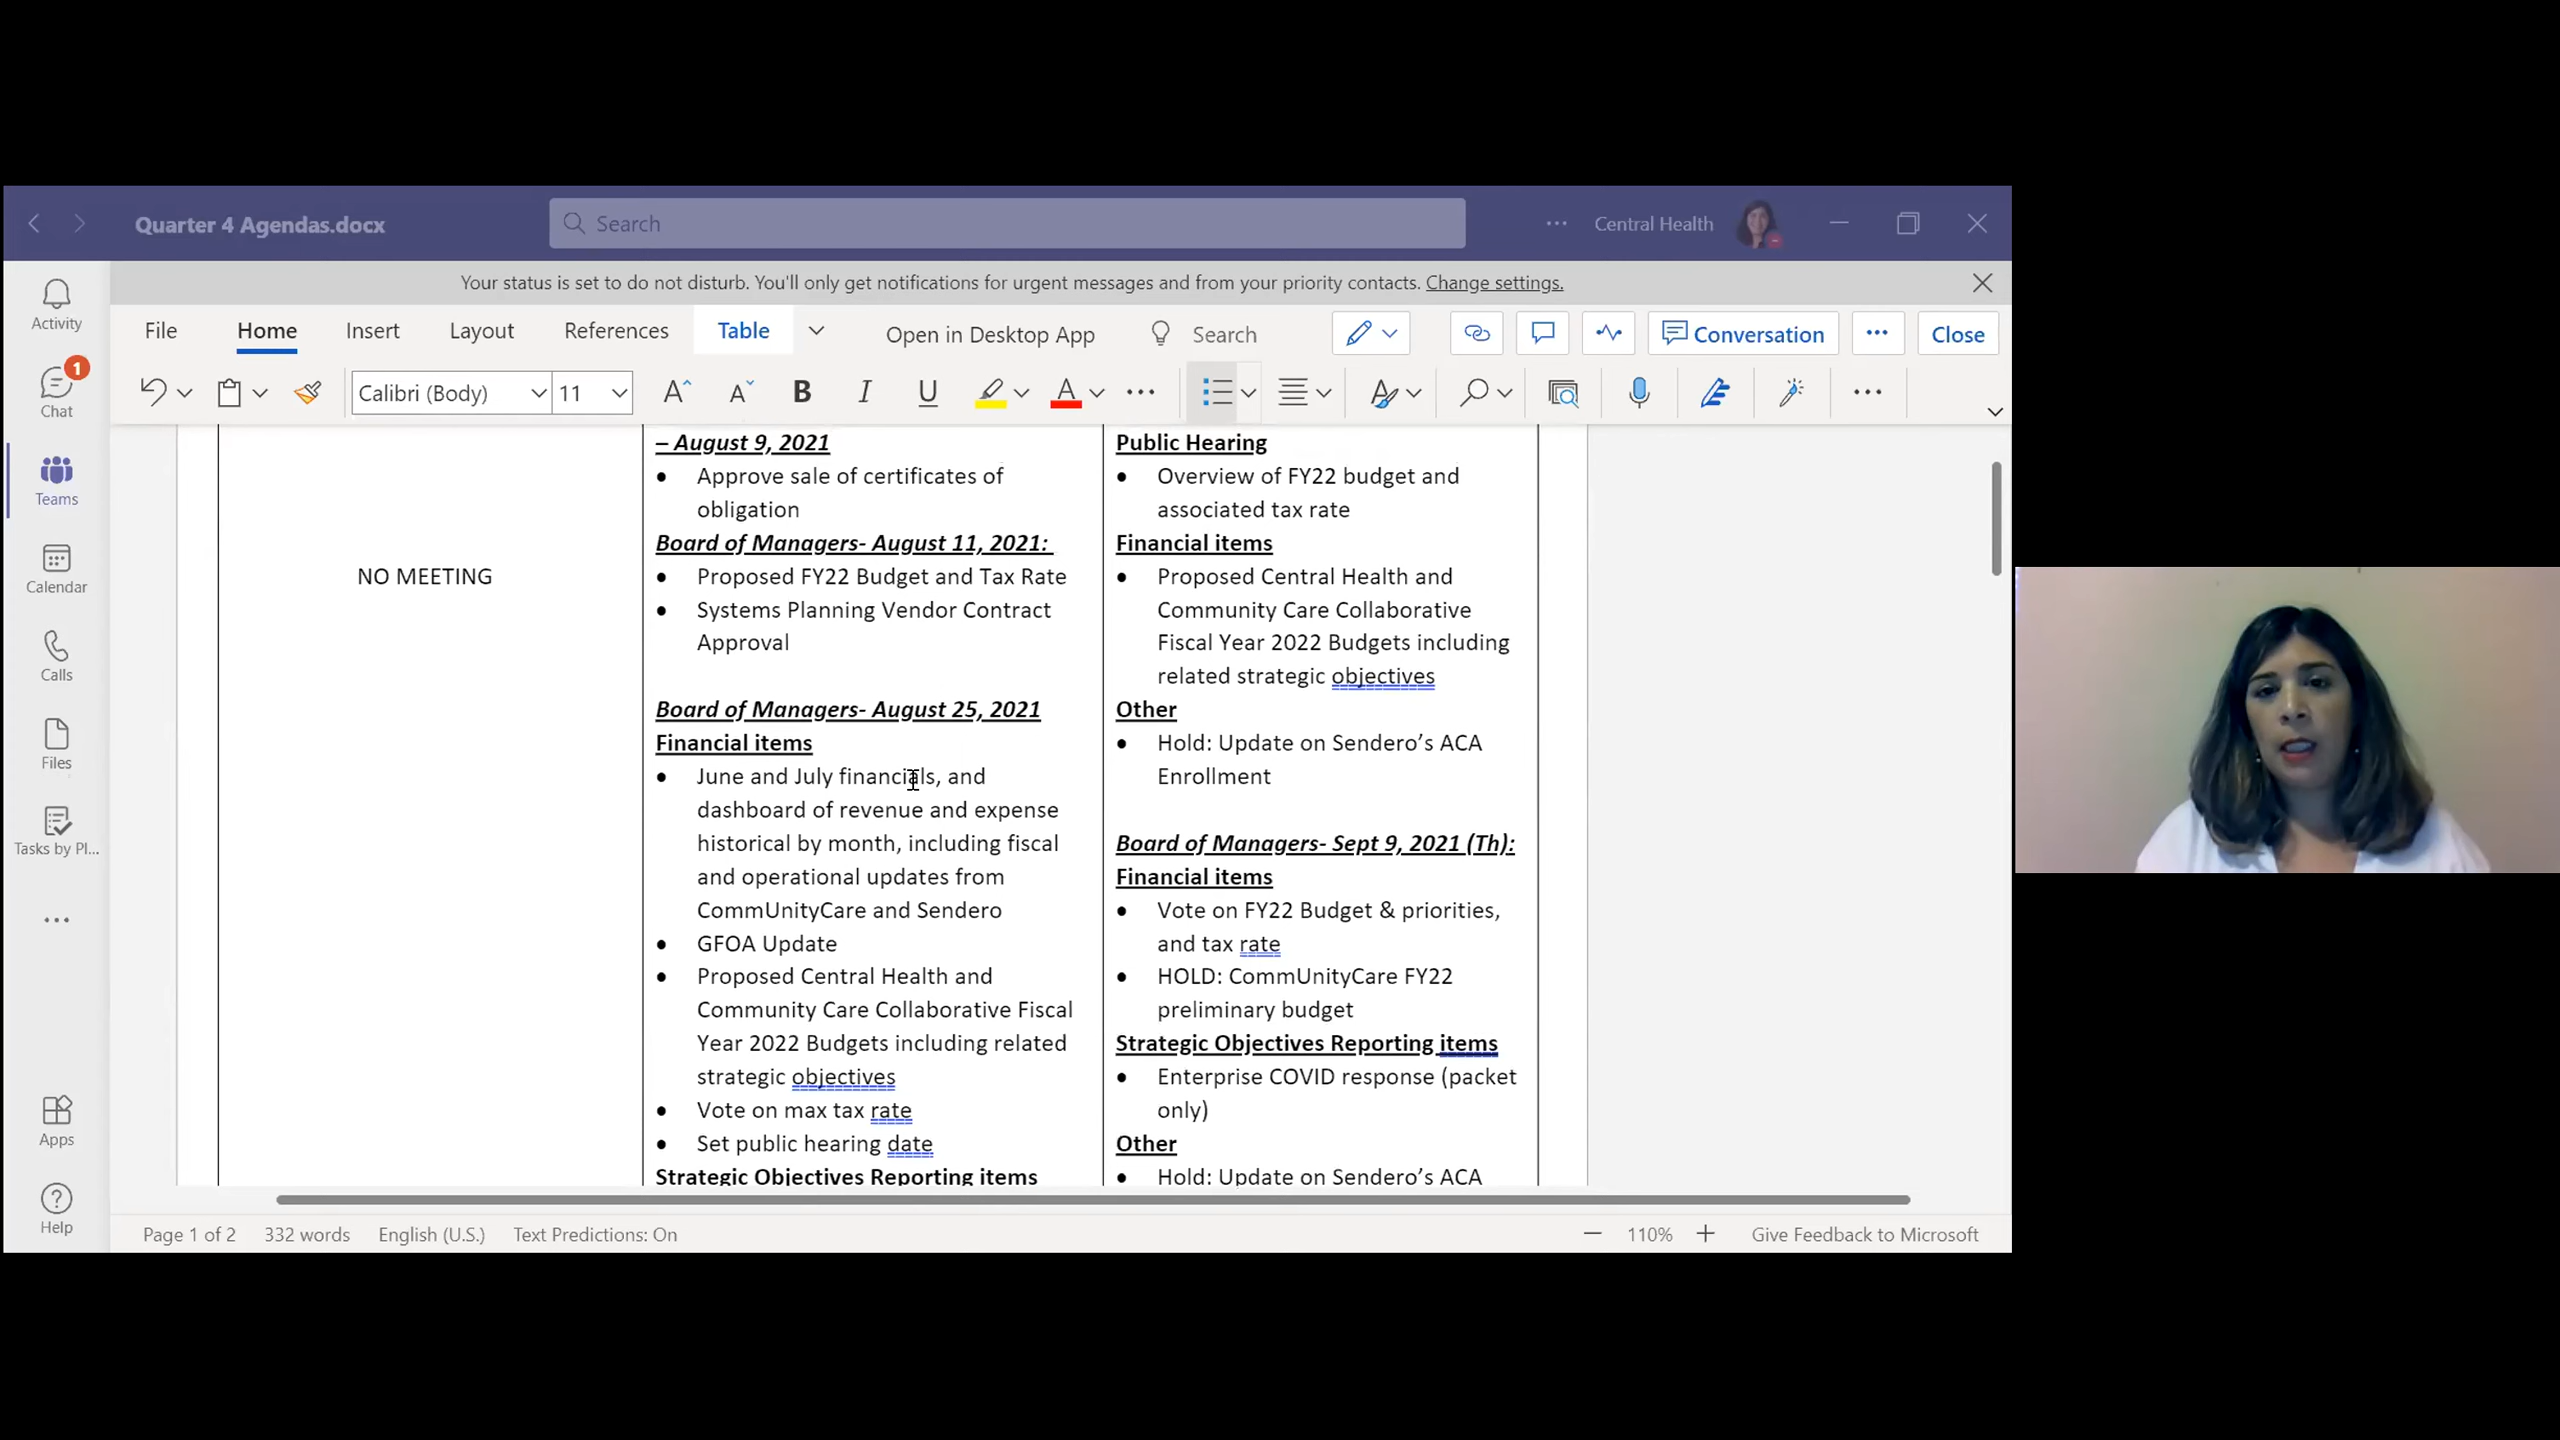 Quarter 4 Agendas.docx
Search
Central Health
Your status is set to do not disturb. You'll only get notifications for urgent messages and from your priority contacts. Change settings.
File Home Insert Layout References Table Open in Desktop App Search Conversation Close
Calibri (Body) 11
Activity
1
Chat
Teams
Calendar
Calls
Files
Tasks by Pl...
Apps
Help
NO MEETING
– August 9, 2021
• Approve sale of certificates of
obligation
Board of Managers- August 11, 2021:
• Proposed FY22 Budget and Tax Rate
• Systems Planning Vendor Contract
Approval
Board of Managers- August 25, 2021
Financial items
• June and July financials, and
dashboard of revenue and expense
historical by month, including fiscal
and operational updates from
CommUnityCare and Sendero
• GFOA Update
• Proposed Central Health and
Community Care Collaborative Fiscal
Year 2022 Budgets including related
strategic objectives
• Vote on max tax rate
• Set public hearing date
Strategic Objectives Reporting items
Public Hearing
• Overview of FY22 budget and
associated tax rate
Financial items
• Proposed Central Health and
Community Care Collaborative
Fiscal Year 2022 Budgets including
related strategic objectives
Other
• Hold: Update on Sendero’s ACA
Enrollment
Board of Managers- Sept 9, 2021 (Th):
Financial items
• Vote on FY22 Budget & priorities,
and tax rate
• HOLD: CommUnityCare FY22
preliminary budget
Strategic Objectives Reporting items
• Enterprise COVID response (packet
only)
Other
• Hold: Update on Sendero’s ACA
Page 1 of 2 332 words English (U.S.) Text Predictions: On 110% Give Feedback to Microsoft